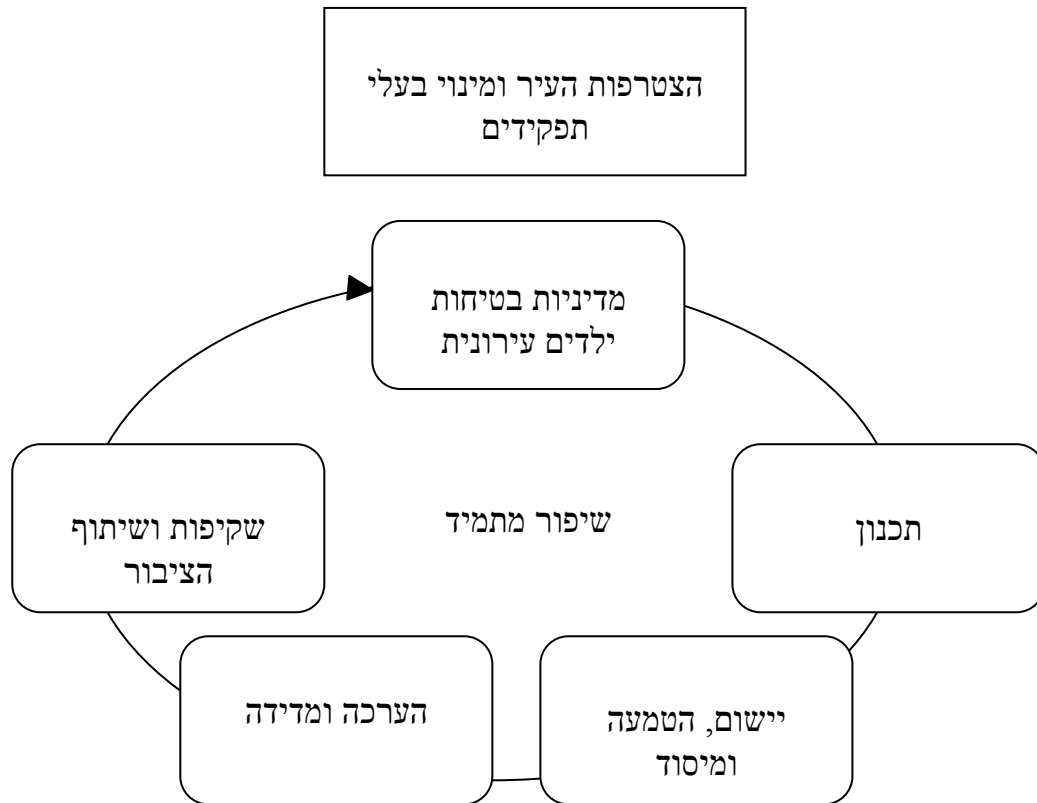 הצטרפות העיר ומינוי בעלי
תפקידים
מדיניות בטיחות
ילדים עירונית
תכנון
שיפור מתמיד
שקיפות ושיתוף
הציבור
יישום, הטמעה
ומיסוד
הערכה ומדידה